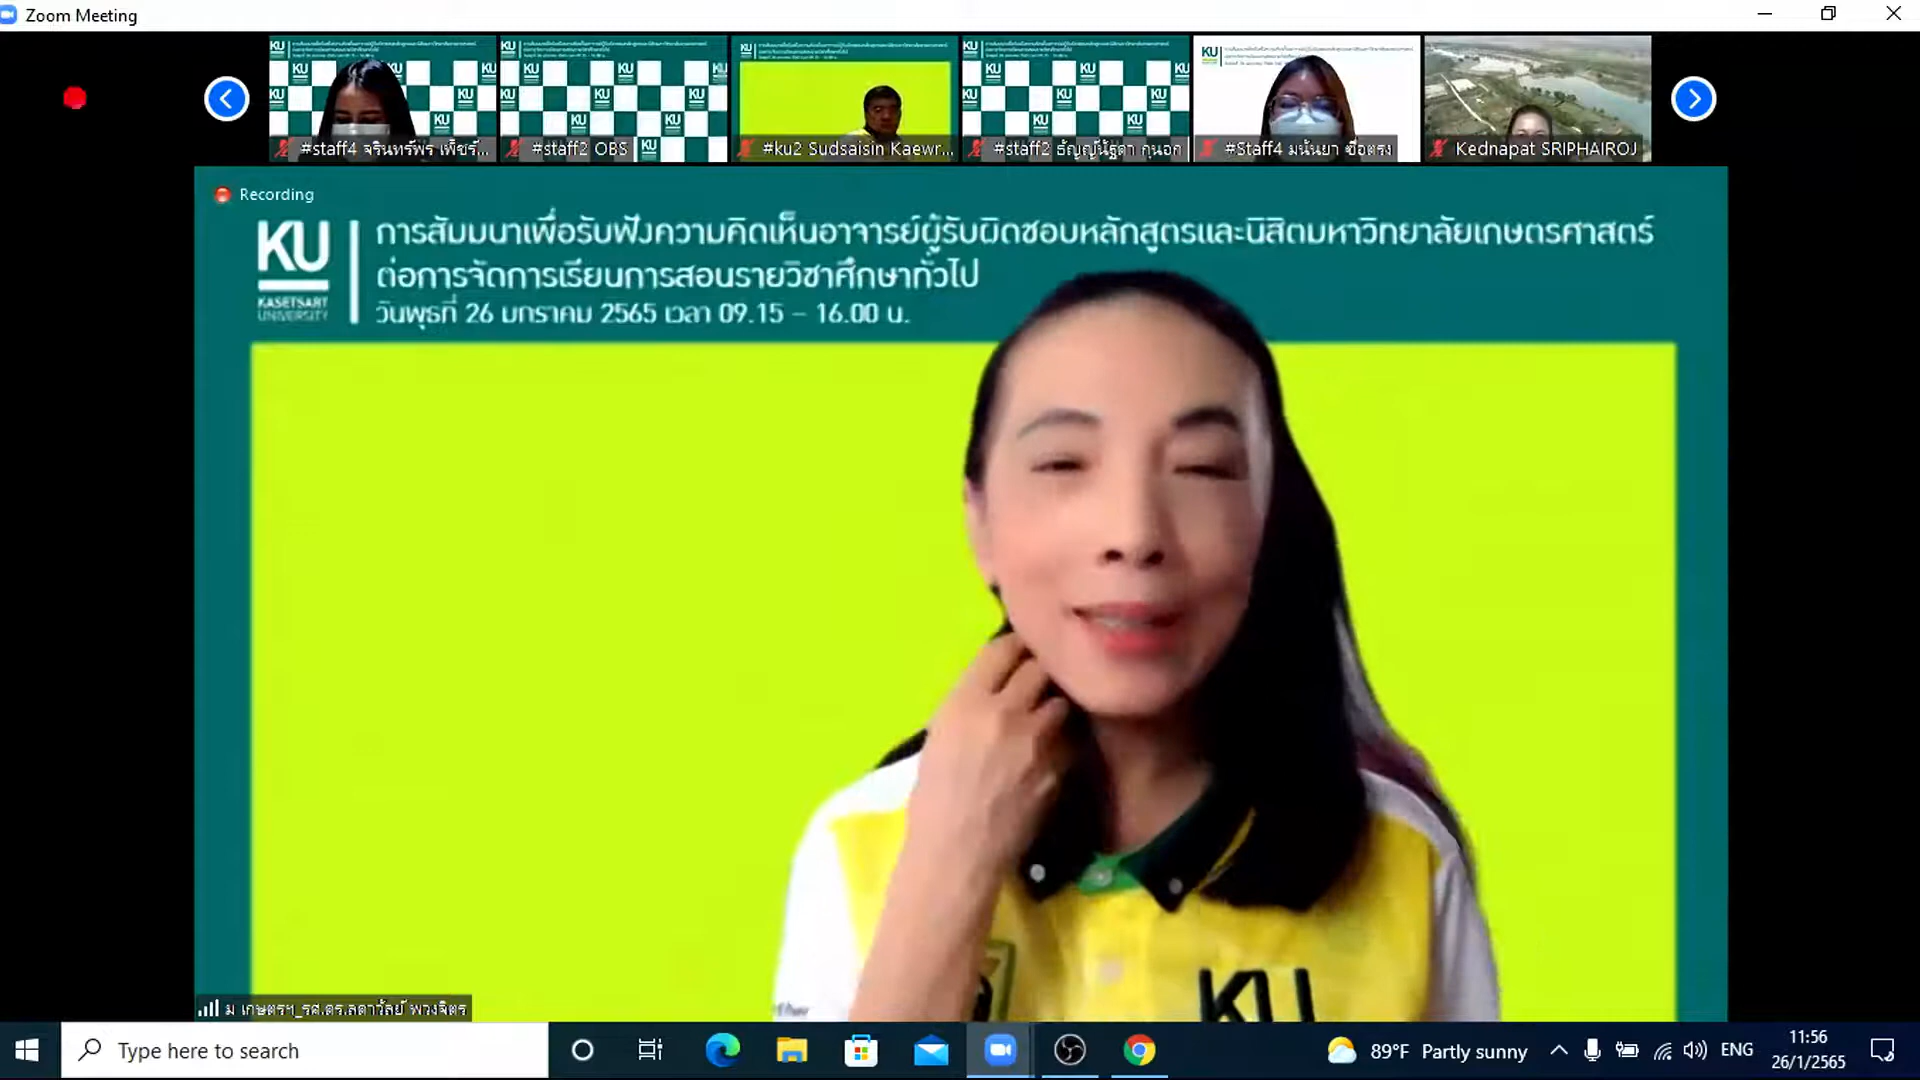 Zoom Meeting
#staff4 จรินทร์พร เพ็ชรั...
#staff2 OBS
#ku2 Sudsaisin Kaewr...
#staff2 ธัญญ์นัฐตา กุนอก
#Staff4 มนันยา ซื่อตรง
Kednapat SRIPHAIROJ
Recording
KU
KASETSART
UNIVERSITY
การสัมมนาเพื่อรับฟังความคิดเห็นอาจารย์ผู้รับผิดชอบหลักสูตรและนิสิตมหาวิทยาลัยเกษตรศาสตร์
ต่อการจัดการเรียนการสอนรายวิชาศึกษาทั่วไป
วันพุธที่ 26 มกราคม 2565 เวลา 09.15 – 16.00 น.
KU
ม เกษตรฯ_รศ.ดร.ลดาวัลย์ พวงจิตร
Type here to search
89°F Partly sunny
ENG
11:56
26/1/2565